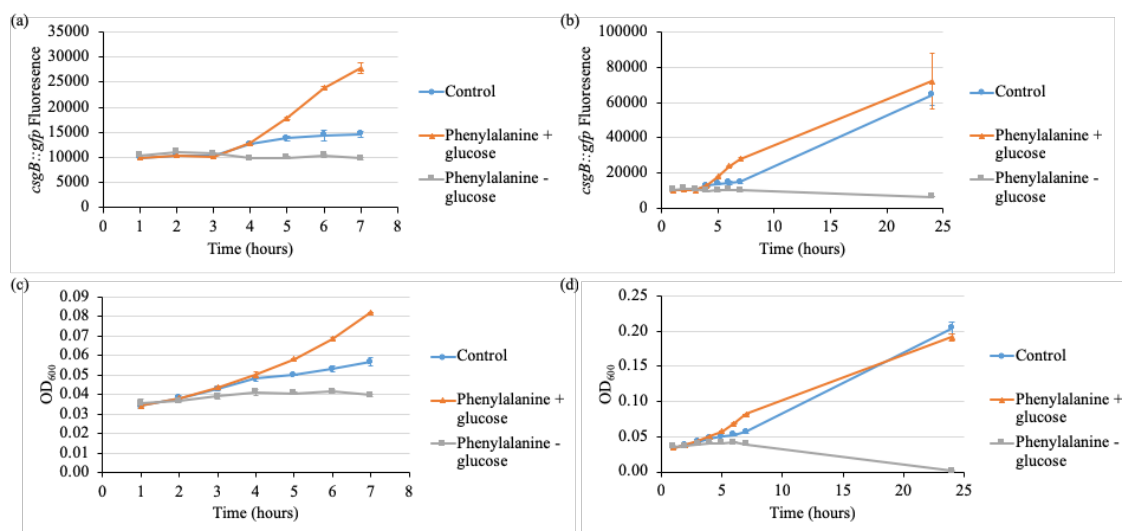 (a)
35000
30000
25000
20000
15000
10000
5000
0
csgB::gfp Fluoresence
0 1 2 3 4 5 6 7 8
Time (hours)
Control
Phenylalanine +
glucose
Phenylalanine -
glucose
(b)
100000
80000
60000
40000
20000
0
csgB::gfp Fluoresence
0 5 10 15 20 25
Time (hours)
Control
Phenylalanine +
glucose
Phenylalanine -
glucose
(c)
0.09
0.08
0.07
0.06
0.05
0.04
0.03
0.02
0.01
0.00
OD600
0 1 2 3 4 5 6 7 8
Time (hours)
Control
Phenylalanine +
glucose
Phenylalanine -
glucose
(d)
0.25
0.20
0.15
0.10
0.05
0.00
OD600
0 5 10 15 20 25
Time (hours)
Control
Phenylalanine +
glucose
Phenylalanine -
glucose